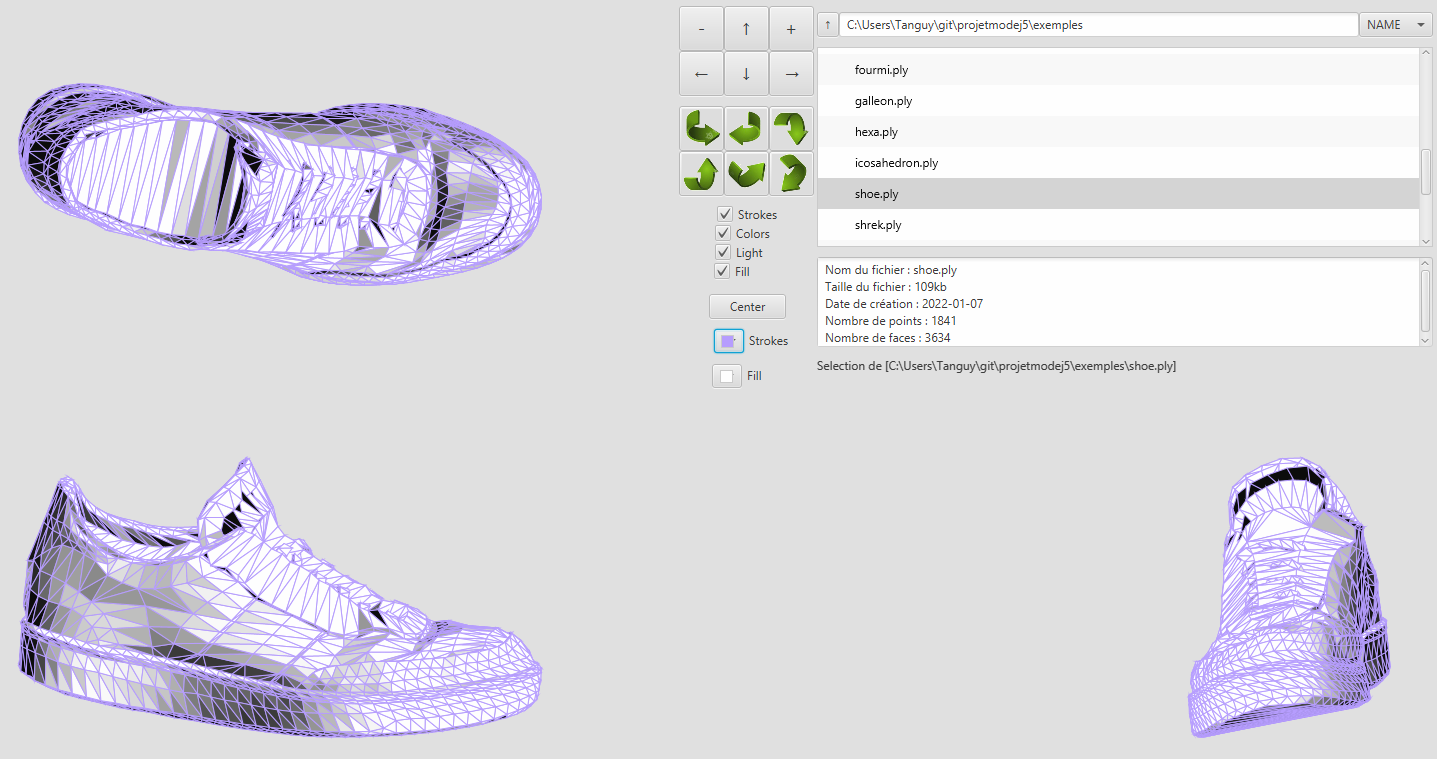 - ↑ +
← ↓ →
Strokes
Colors
Light
Fill
Center
Strokes
Fill
↑ C:\Users\Tanguy\git\projetmodej5\exemples NAME
fourmi.ply
galleon.ply
hexa.ply
icosahedron.ply
shoe.ply
shrek.ply
Nom du fichier : shoe.ply
Taille du fichier : 109kb
Date de création : 2022-01-07
Nombre de points : 1841
Nombre de faces : 3634
Selection de [C:\Users\Tanguy\git\projetmodej5\exemples\shoe.ply]